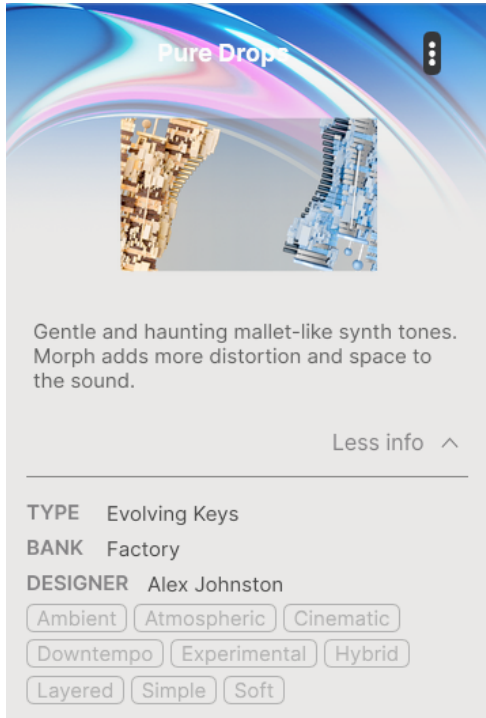 Pure Drops
Gentle and haunting mallet-like synth tones.
Morph adds more distortion and space to
the sound.
Less info
TYPE Evolving Keys
BANK Factory
DESIGNER Alex Johnston
Ambient Atmospheric Cinematic
Downtempo Experimental Hybrid
Layered Simple Soft